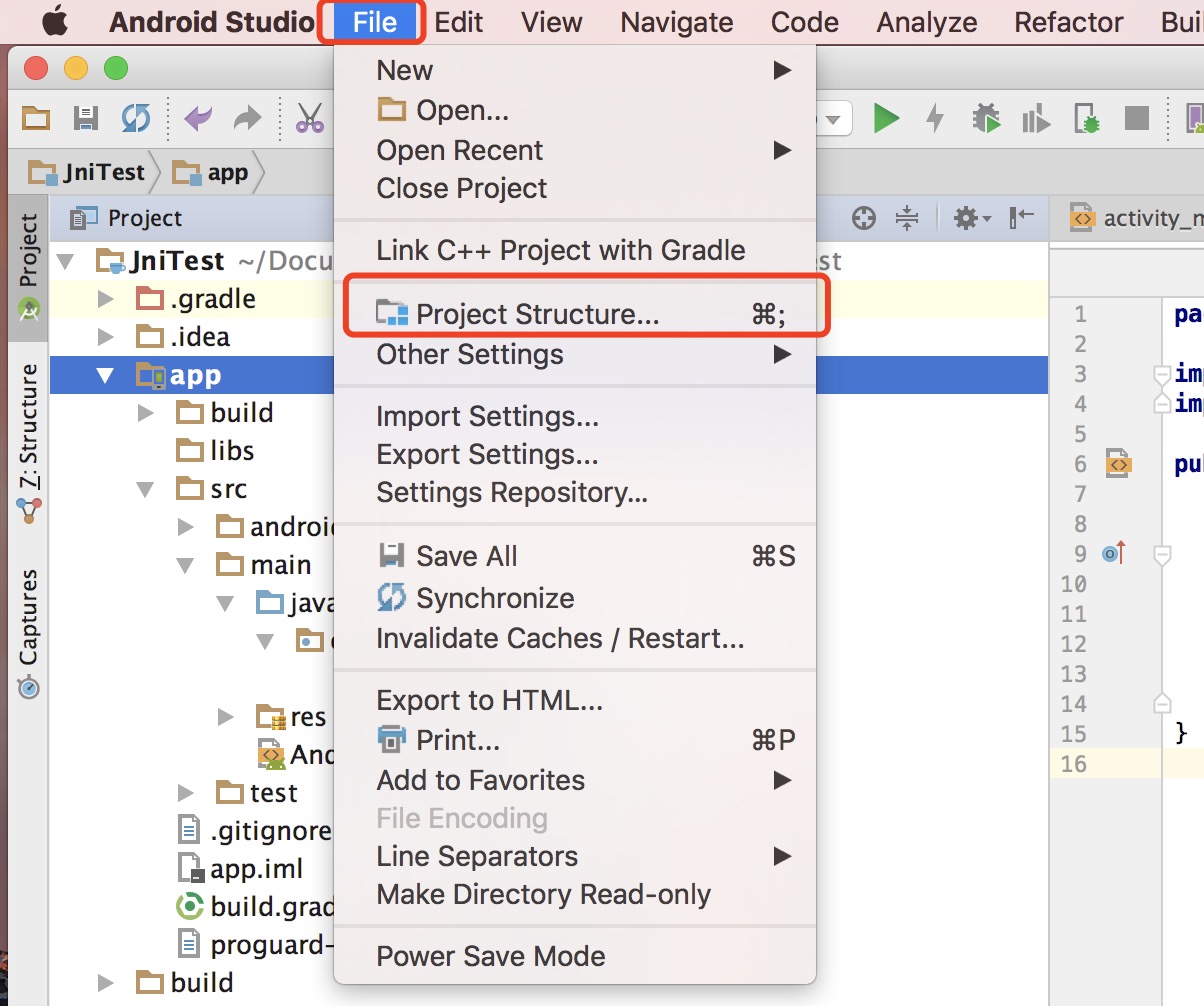 Android Studio File Edit View Navigate Code Analyze Refactor
JniTest app
Project
activity_m
JniTest ~/Docu
.gradle
.idea
app
build
libs
src
main
res
test
.gitignore
app.iml
build.grad
proguard-
build
Project
Z: Structure
Captures
New
Open...
Open Recent
Close Project
Link C++ Project with Gradle
Project Structure... ⌘;
Other Settings
Import Settings...
Export Settings...
Settings Repository...
Save All ⌘S
Synchronize
Invalidate Caches / Restart...
Export to HTML...
Print... ⌘P
Add to Favorites
File Encoding
Line Separators
Make Directory Read-only
Power Save Mode
1 pa
2
3 im
4 im
5
6 pu
7
8
9
10
11
12
13
14
15 }
16